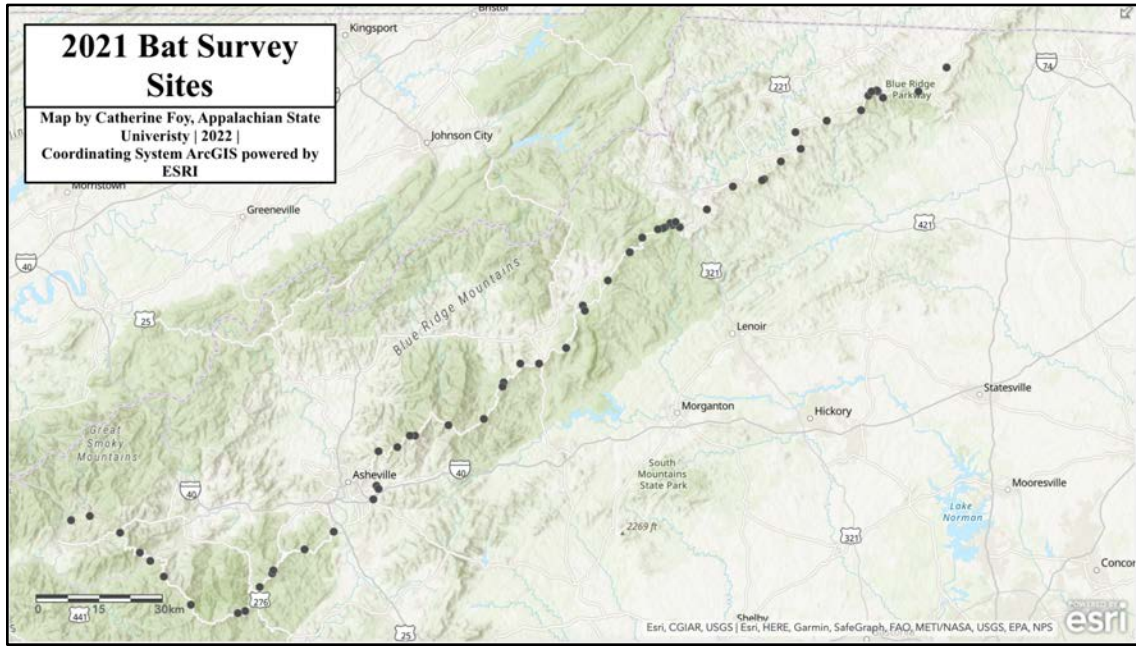 2021 Bat Survey
Sites
Map by Catherine Foy, Appalachian State
Univeristy | 2022 |
Coordinating System ArcGIS powered by
ESRI
Bristol
Kingsport
74
221
Blue Ridge
Parkway
Johnson City
Morristown
Greeneville
421
40
321
Blue Ridge Mountains
25
Lenoir
Statesville
Morganton
Hickory
Great
Smoky
Mountains
40
Asheville
South
Mountains
State Park
40
Mooresville
Lake
Norman
2269 ft
321
Concor
276
0 15 30km
441
25
Shelby
Esri, CGIAR, USGS | Esri, HERE, Garmin, SafeGraph, FAO, METI/NASA, USGS, EPA, NPS
POWERED BY
esri